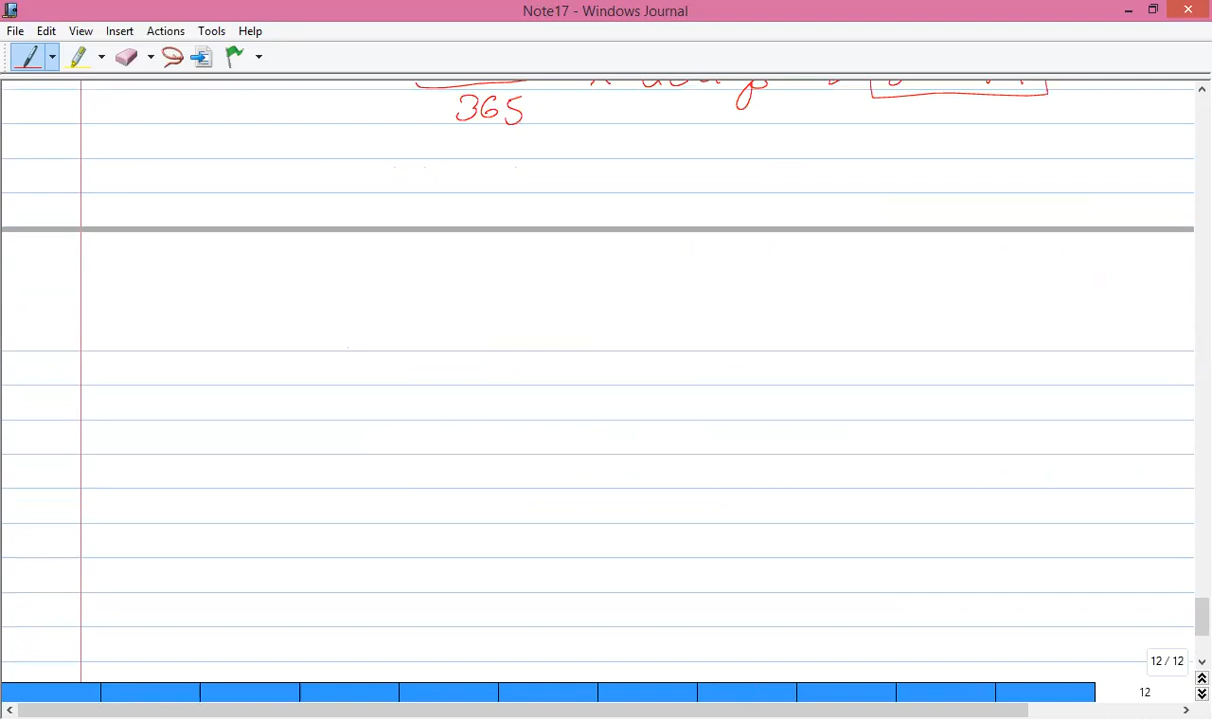 Note17 - Windows Journal
File Edit View Insert Actions Tools Help
365
12 / 12
12